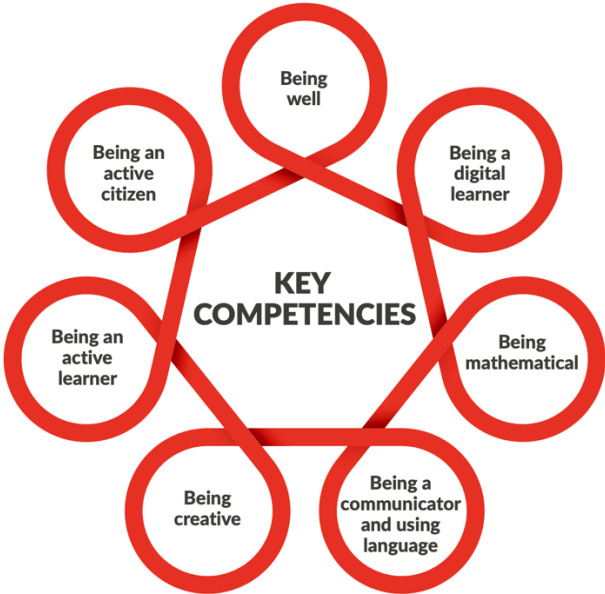 Being
well
Being a
digital
learner
Being
mathematical
Being a
communicator
and using
language
Being
creative
Being an
active
learner
Being an
active
citizen
KEY
COMPETENCIES